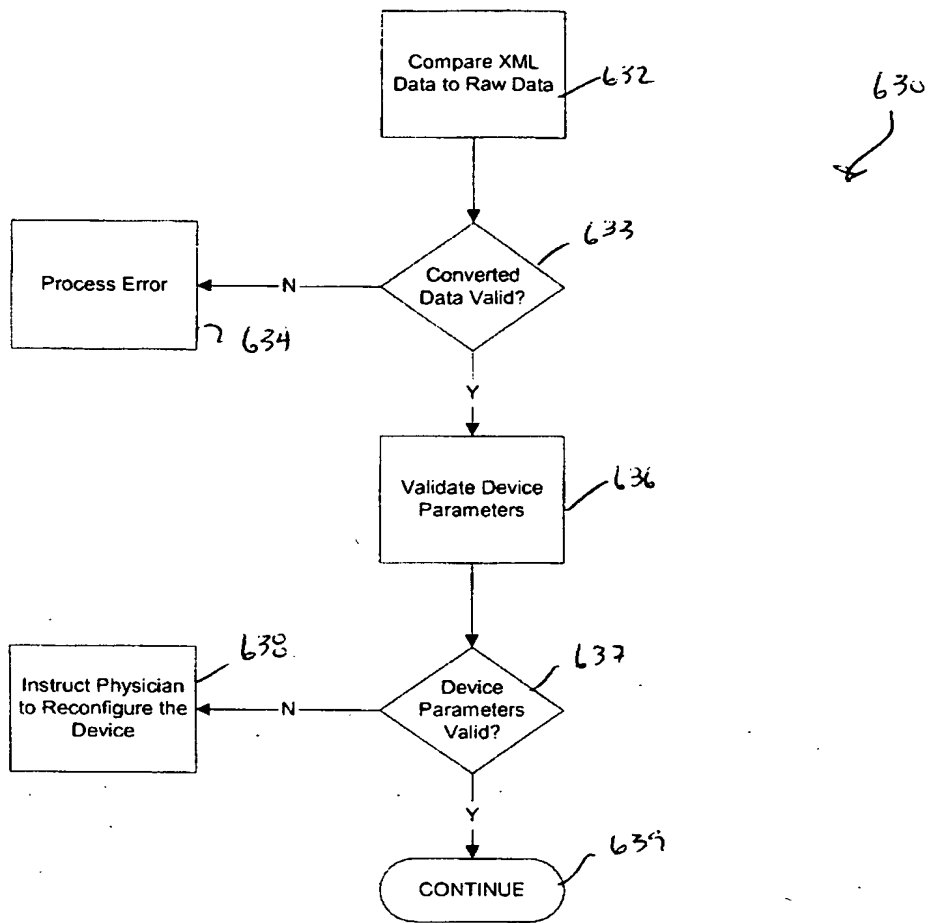 Compare XML
Data to Raw Data
632
630
633
Converted
Data Valid?
N
Process Error
634
Y
Validate Device
Parameters
636
638
637
Instruct Physician
to Reconfigure the
Device
N
Device
Parameters
Valid?
Y
639
CONTINUE